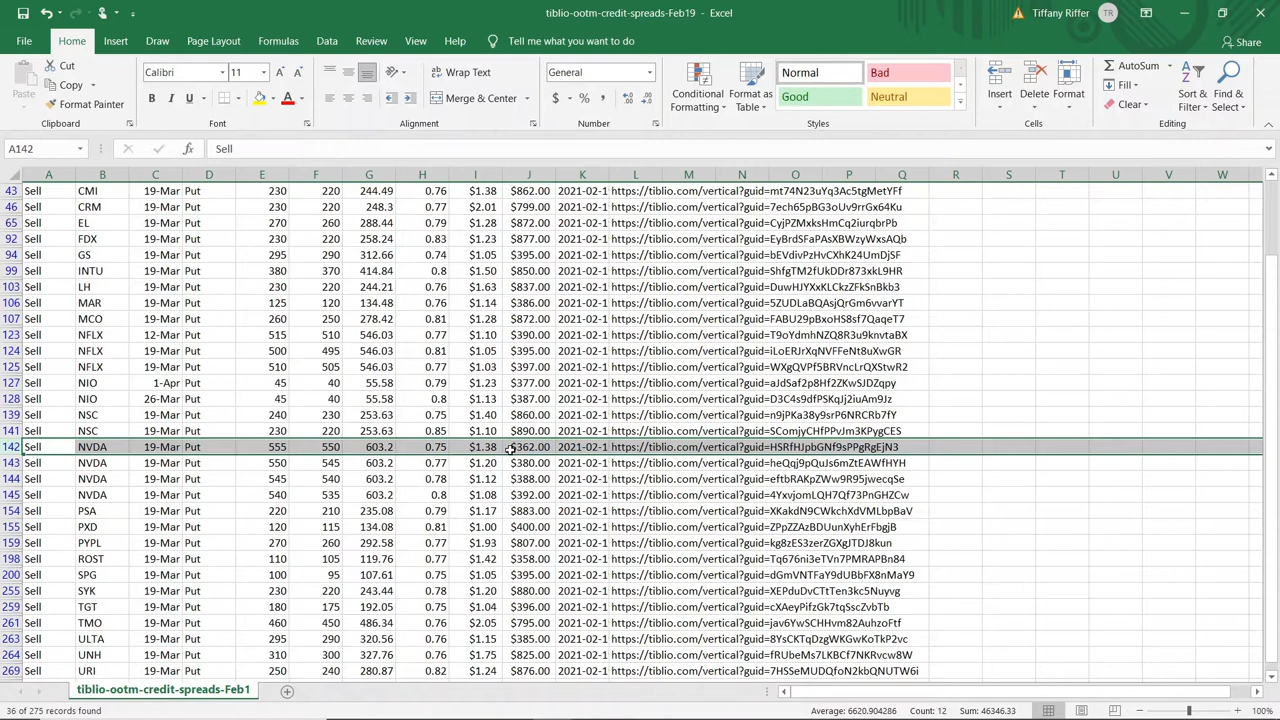 tiblio-ootm-credit-spreads-Feb19 - Excel Tiffany Riffer TR
File Home Insert Draw Page Layout Formulas Data Review View Help Tell me what you want to do Share
Paste Cut Copy Format Painter Calibri 11 Wrap Text Merge & Center General Conditional Formatting Format as Table Normal Bad Good Neutral Insert Delete Format AutoSum Fill Clear Sort & Filter Find & Select
Clipboard Font Alignment Number Styles Cells Editing
A142 fx Sell
A B C D E F G H I J K L M N O P Q R S T U V W
43 Sell CMI 19-Mar Put 230 220 244.49 0.76 $1.38 $862.00 2021-02-1 https://tiblio.com/vertical?guid=mt74N23uYq3Ac5tgMetYFf
46 Sell CRM 19-Mar Put 230 220 248.3 0.77 $2.01 $799.00 2021-02-1 https://tiblio.com/vertical?guid=7ech65pBG3oUv9rrGx64Ku
65 Sell EL 19-Mar Put 270 260 288.44 0.79 $1.28 $872.00 2021-02-1 https://tiblio.com/vertical?guid=CyjPZMxksHmCq2iurqbrPb
92 Sell FDX 19-Mar Put 230 220 258.24 0.83 $1.23 $877.00 2021-02-1 https://tiblio.com/vertical?guid=EyBrdSFaPAsXBWzyWxsAQb
94 Sell GS 19-Mar Put 295 290 312.66 0.74 $1.05 $395.00 2021-02-1 https://tiblio.com/vertical?guid=bEVdivPzHvCXhK24UmDjSF
99 Sell INTU 19-Mar Put 380 370 414.84 0.8 $1.50 $850.00 2021-02-1 https://tiblio.com/vertical?guid=ShfgTM2fUkDDr873xkL9HR
103 Sell LH 19-Mar Put 230 220 244.21 0.76 $1.63 $837.00 2021-02-1 https://tiblio.com/vertical?guid=DuwHJYXxKLCkzZFkSnBkb3
106 Sell MAR 19-Mar Put 125 120 134.48 0.76 $1.14 $386.00 2021-02-1 https://tiblio.com/vertical?guid=5ZUDLaBQAsjQrGm6vvarYT
107 Sell MCO 19-Mar Put 260 250 278.42 0.81 $1.28 $872.00 2021-02-1 https://tiblio.com/vertical?guid=FABU29pBxoHS8sf7QaqeT7
123 Sell NFLX 12-Mar Put 515 510 546.03 0.77 $1.10 $390.00 2021-02-1 https://tiblio.com/vertical?guid=T9oYdmhNZQ8R3u9knvtaBX
124 Sell NFLX 19-Mar Put 500 495 546.03 0.81 $1.05 $395.00 2021-02-1 https://tiblio.com/vertical?guid=iLoERJrXqNVFFeNt8uXwGR
125 Sell NFLX 19-Mar Put 510 505 546.03 0.77 $1.03 $397.00 2021-02-1 https://tiblio.com/vertical?guid=WXgQVPf5BRVncLrQXStwR2
127 Sell NIO 1-Apr Put 45 40 55.58 0.79 $1.23 $377.00 2021-02-1 https://tiblio.com/vertical?guid=aJdSaf2p8Hf2ZKwSJDZqpy
128 Sell NIO 26-Mar Put 45 40 55.58 0.8 $1.13 $387.00 2021-02-1 https://tiblio.com/vertical?guid=D3C4s9dfPSKqJj2uiAm9Jz
139 Sell NSC 19-Mar Put 240 230 253.63 0.75 $1.40 $860.00 2021-02-1 https://tiblio.com/vertical?guid=n9jPKa38y9srP6NRCRb7fY
141 Sell NSC 19-Mar Put 230 220 253.63 0.85 $1.10 $890.00 2021-02-1 https://tiblio.com/vertical?guid=SComjyCHfPPvJm3KPygCES
142 Sell NVDA 19-Mar Put 555 550 603.2 0.75 $1.38 $362.00 2021-02-1 https://tiblio.com/vertical?guid=HSRfHJpbGNf9sPPgRgEjN3
143 Sell NVDA 19-Mar Put 550 545 603.2 0.77 $1.20 $380.00 2021-02-1 https://tiblio.com/vertical?guid=heQqj9pQuJs6mZtEAWfHYH
144 Sell NVDA 19-Mar Put 545 540 603.2 0.78 $1.12 $388.00 2021-02-1 https://tiblio.com/vertical?guid=eftbRAKpZWw9R95jweceqSe
145 Sell NVDA 19-Mar Put 540 535 603.2 0.8 $1.08 $392.00 2021-02-1 https://tiblio.com/vertical?guid=4YxvjomLQH7Qf73PnGHZC
154 Sell PSA 19-Mar Put 220 210 235.08 0.79 $1.17 $883.00 2021-02-1 https://tiblio.com/vertical?guid=XKakdN9CWkchXdVMLbpBaV
155 Sell PXD 19-Mar Put 120 115 134.08 0.81 $1.00 $400.00 2021-02-1 https://tiblio.com/vertical?guid=ZPpZZAzBDUunXyhErFbgjB
159 Sell PYPL 19-Mar Put 270 260 292.58 0.77 $1.93 $807.00 2021-02-1 https://tiblio.com/vertical?guid=kg8zES3zerZGXgJTDJ8kun
198 Sell ROST 19-Mar Put 110 105 119.76 0.77 $1.42 $358.00 2021-02-1 https://tiblio.com/vertical?guid=Tq676ni3eTVn7PMRAPBn84
200 Sell SPG 19-Mar Put 100 95 107.61 0.75 $1.05 $395.00 2021-02-1 https://tiblio.com/vertical?guid=dGmVNTFaY9dUBbFX8nMaY9
255 Sell SYK 19-Mar Put 230 220 243.44 0.78 $1.20 $880.00 2021-02-1 https://tiblio.com/vertical?guid=XEPduDvCTtTen3kc5Nuyvg
259 Sell TGT 19-Mar Put 180 175 192.05 0.76 $1.04 $396.00 2021-02-1 https://tiblio.com/vertical?guid=cXAeyPifzGk7tqSscZvbTb
261 Sell TMO 19-Mar Put 460 450 486.34 0.76 $2.05 $795.00 2021-02-1 https://tiblio.com/vertical?guid=jav6YwSCHHvm82AuhzoFtf
263 Sell ULTA 19-Mar Put 295 290 320.56 0.75 $1.15 $385.00 2021-02-1 https://tiblio.com/vertical?guid=8YsCKTqDzgWKGwKoTkP2vc
264 Sell UNH 19-Mar Put 310 300 327.76 0.76 $1.75 $825.00 2021-02-1 https://tiblio.com/vertical?guid=fRUbeMs7LKBCf7NKRvcw8W
269 Sell URI 19-Mar Put 250 240 280.87 0.82 $1.24 $876.00 2021-02-1 https://tiblio.com/vertical?guid=7HSSeMUDQfoN2kbQNUTW6i
tiblio-ootm-credit-spreads-Feb1
36 of 275 records found Average: 6620.904286 Count: 12 Sum: 46346.33 100%